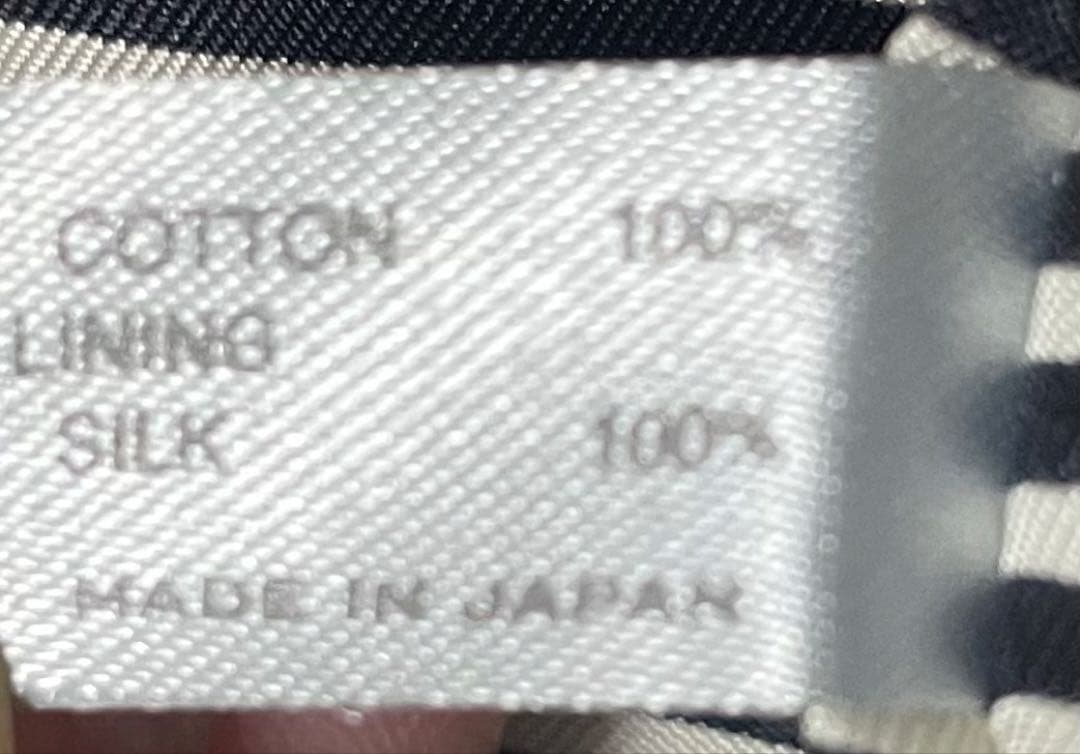 COTTON 100%
LINING
SILK 100%
MADE IN JAPAN